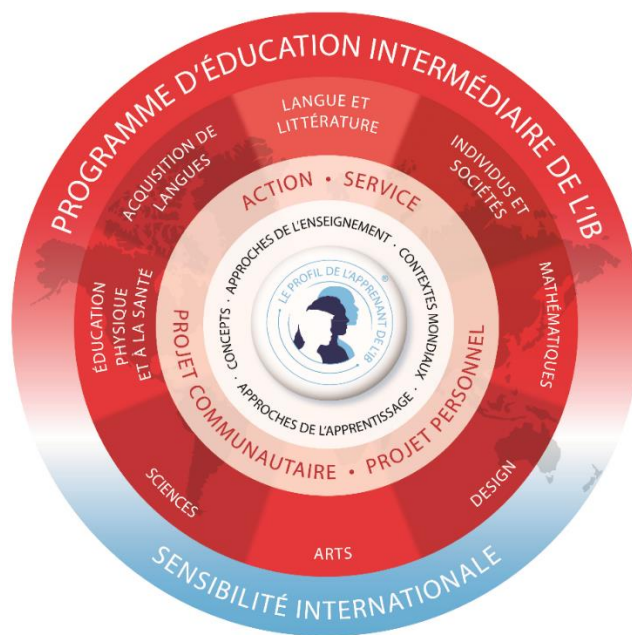 PROGRAMME D'ÉDUCATION INTERMÉDIAIRE DE L'IB
LANGUE ET
LITTÉRATURE
INDIVIDUS ET
SOCIÉTÉS
MATHÉMATIQUES
DESIGN
ARTS
SCIENCES
ÉDUCATION
PHYSIQUE
ET À LA SANTÉ
ACQUISITION DE
LANGUES
ACTION • SERVICE
PROJET COMMUNAUTAIRE • PROJET PERSONNEL
APPROCHES DE L'ENSEIGNEMENT · CONTEXTES MONDIAUX ·
APPROCHES DE L'APPRENTISSAGE · CONCEPTS ·
LE PROFIL DE L'APPRENANT DE L'IB ®
SENSIBILITÉ INTERNATIONALE